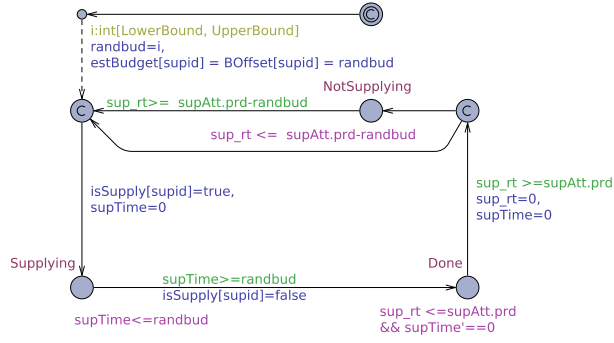 C
i:int[LowerBound, UpperBound]
randbud=i,
estBudget[supid] = BOffset[supid] = randbud
NotSupplying
sup_rt>=  supAtt.prd-randbud
C
C
sup_rt <=  supAtt.prd-randbud
isSupply[supid]=true,
supTime=0
sup_rt >=supAtt.prd
sup_rt=0,
supTime=0
Supplying
Done
supTime>=randbud
isSupply[supid]=false
supTime<=randbud
sup_rt <=supAtt.prd
&& supTime'==0